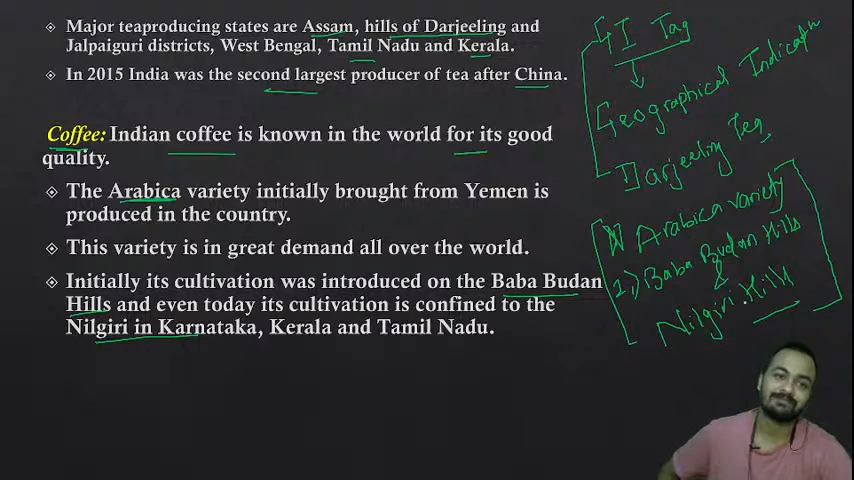 Major teaproducing states are Assam, hills of Darjeeling and
Jalpaiguri districts, West Bengal, Tamil Nadu and Kerala.
In 2015 India was the second largest producer of tea after China.
Coffee: Indian coffee is known in the world for its good
quality.
The Arabica variety initially brought from Yemen is
produced in the country.
This variety is in great demand all over the world.
Initially its cultivation was introduced on the Baba Budan
Hills and even today its cultivation is confined to the
Nilgiri in Karnataka, Kerala and Tamil Nadu.
GI Tag
Geographical Indication
Darjeeling Tea,
1) Arabica variety
2,) Baba Budan Hills
&
Nilgiri Hills